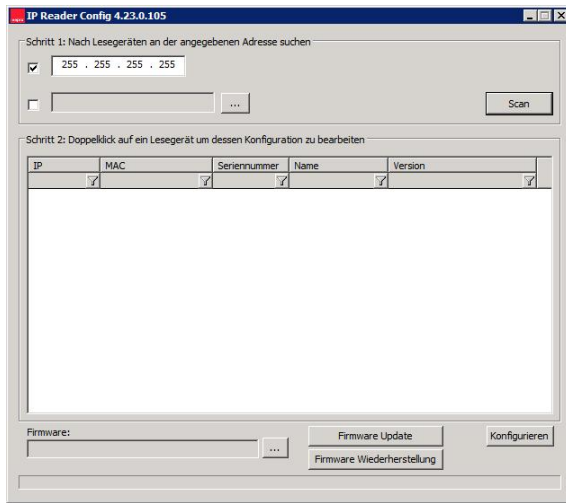 IP Reader Config 4.23.0.105
Schritt 1: Nach Lesegeräten an der angegebenen Adresse suchen
255 . 255 . 255 . 255
...
Scan
Schritt 2: Doppelklick auf ein Lesegerät um dessen Konfiguration zu bearbeiten
IP MAC Seriennummer Name Version
Firmware:
...
Firmware Update
Konfigurieren
Firmware Wiederherstellung